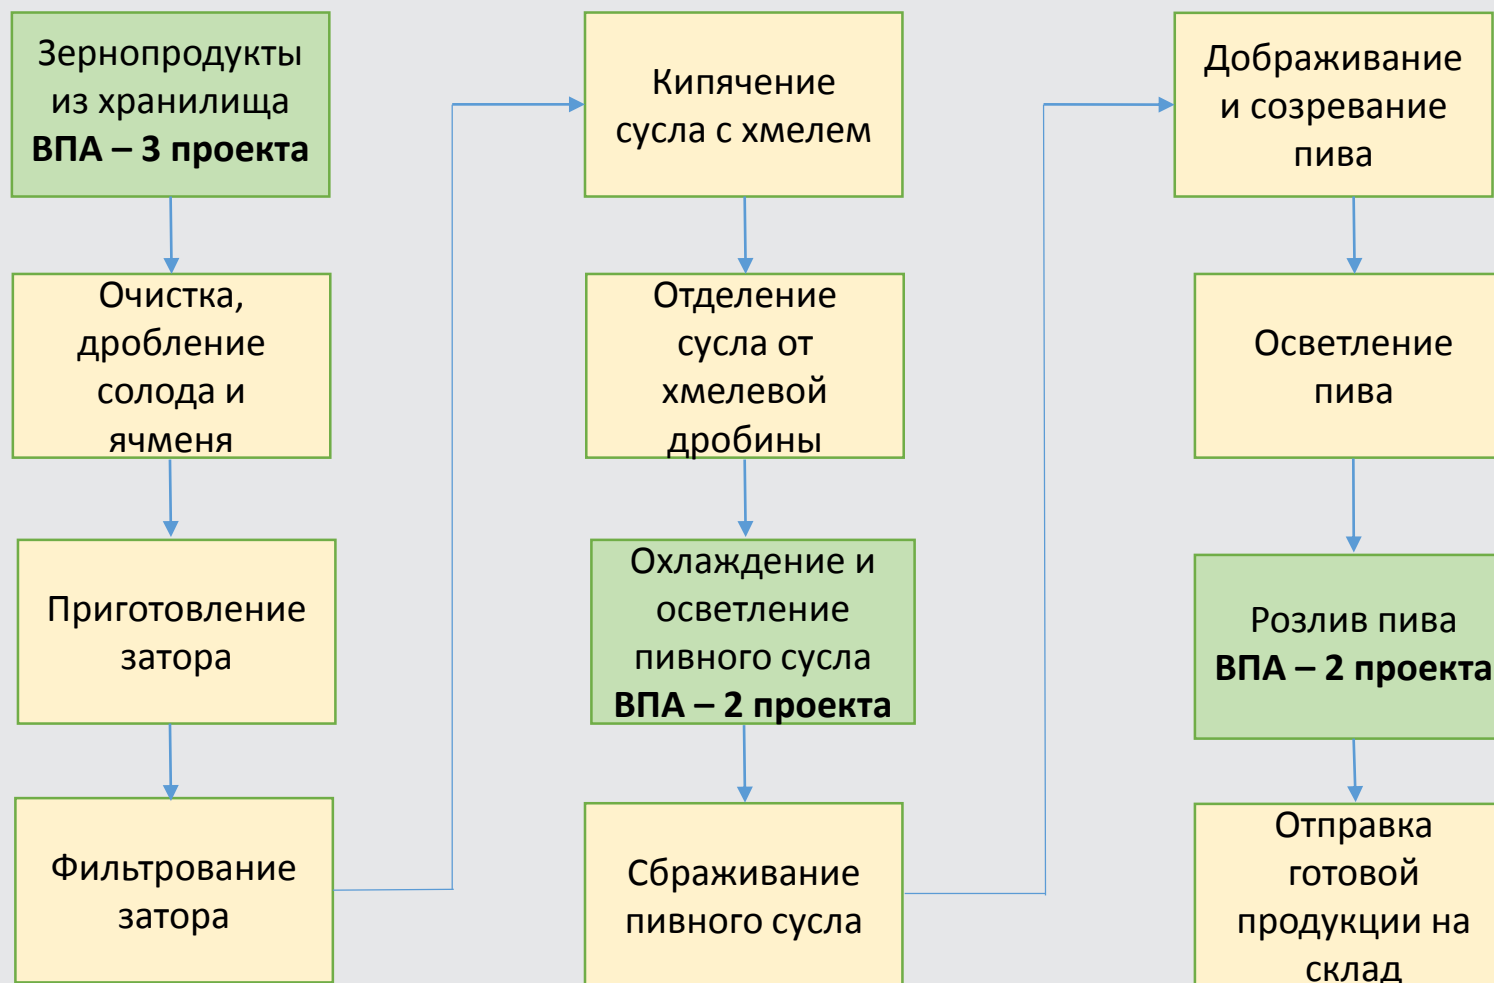 Зернопродукты
из хранилища
ВПА – 3 проекта
Очистка,
дробление
солода и
ячменя
Приготовление
затора
Фильтрование
затора
Кипячение
сусла с хмелем
Отделение
сусла от
хмелевой
дробины
Охлаждение и
осветление
пивного сусла
ВПА – 2 проекта
Сбраживание
пивного сусла
Дображивание
и созревание
пива
Осветление
пива
Розлив пива
ВПА – 2 проекта
Отправка
готовой
продукции на
склад